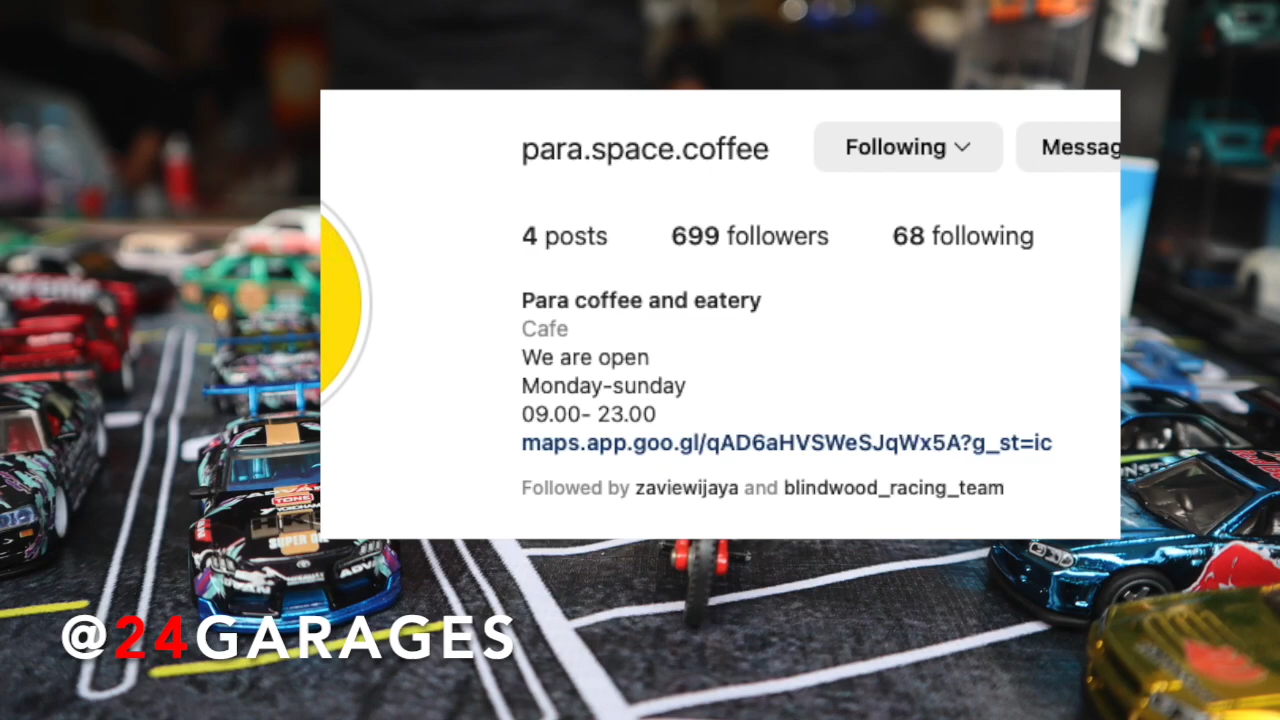 para.space.coffee
Following
Messag
4 posts 699 followers 68 following
Para coffee and eatery
Cafe
We are open
Monday-sunday
09.00- 23.00
maps.app.goo.gl/qAD6aHVSWeSJqWx5A?g_st=ic
Followed by zaviewijaya and blindwood_racing_team
SUPER
ADVAN
@24GARAGES